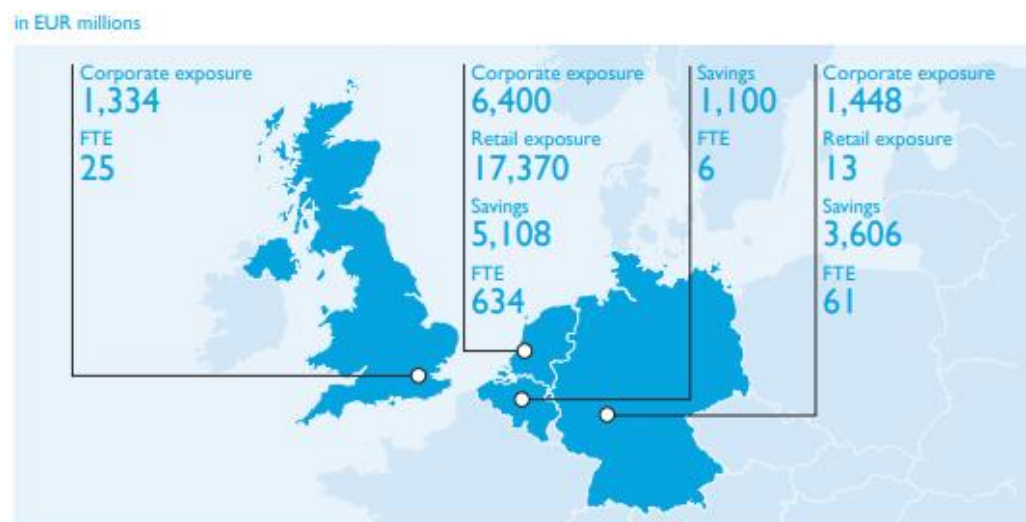 in EUR millions
Corporate exposure
1,334
FTE
25
Corporate exposure
6,400
Retail exposure
17,370
Savings
5,108
FTE
634
Savings
1,100
FTE
6
Corporate exposure
1,448
Retail exposure
13
Savings
3,606
FTE
61